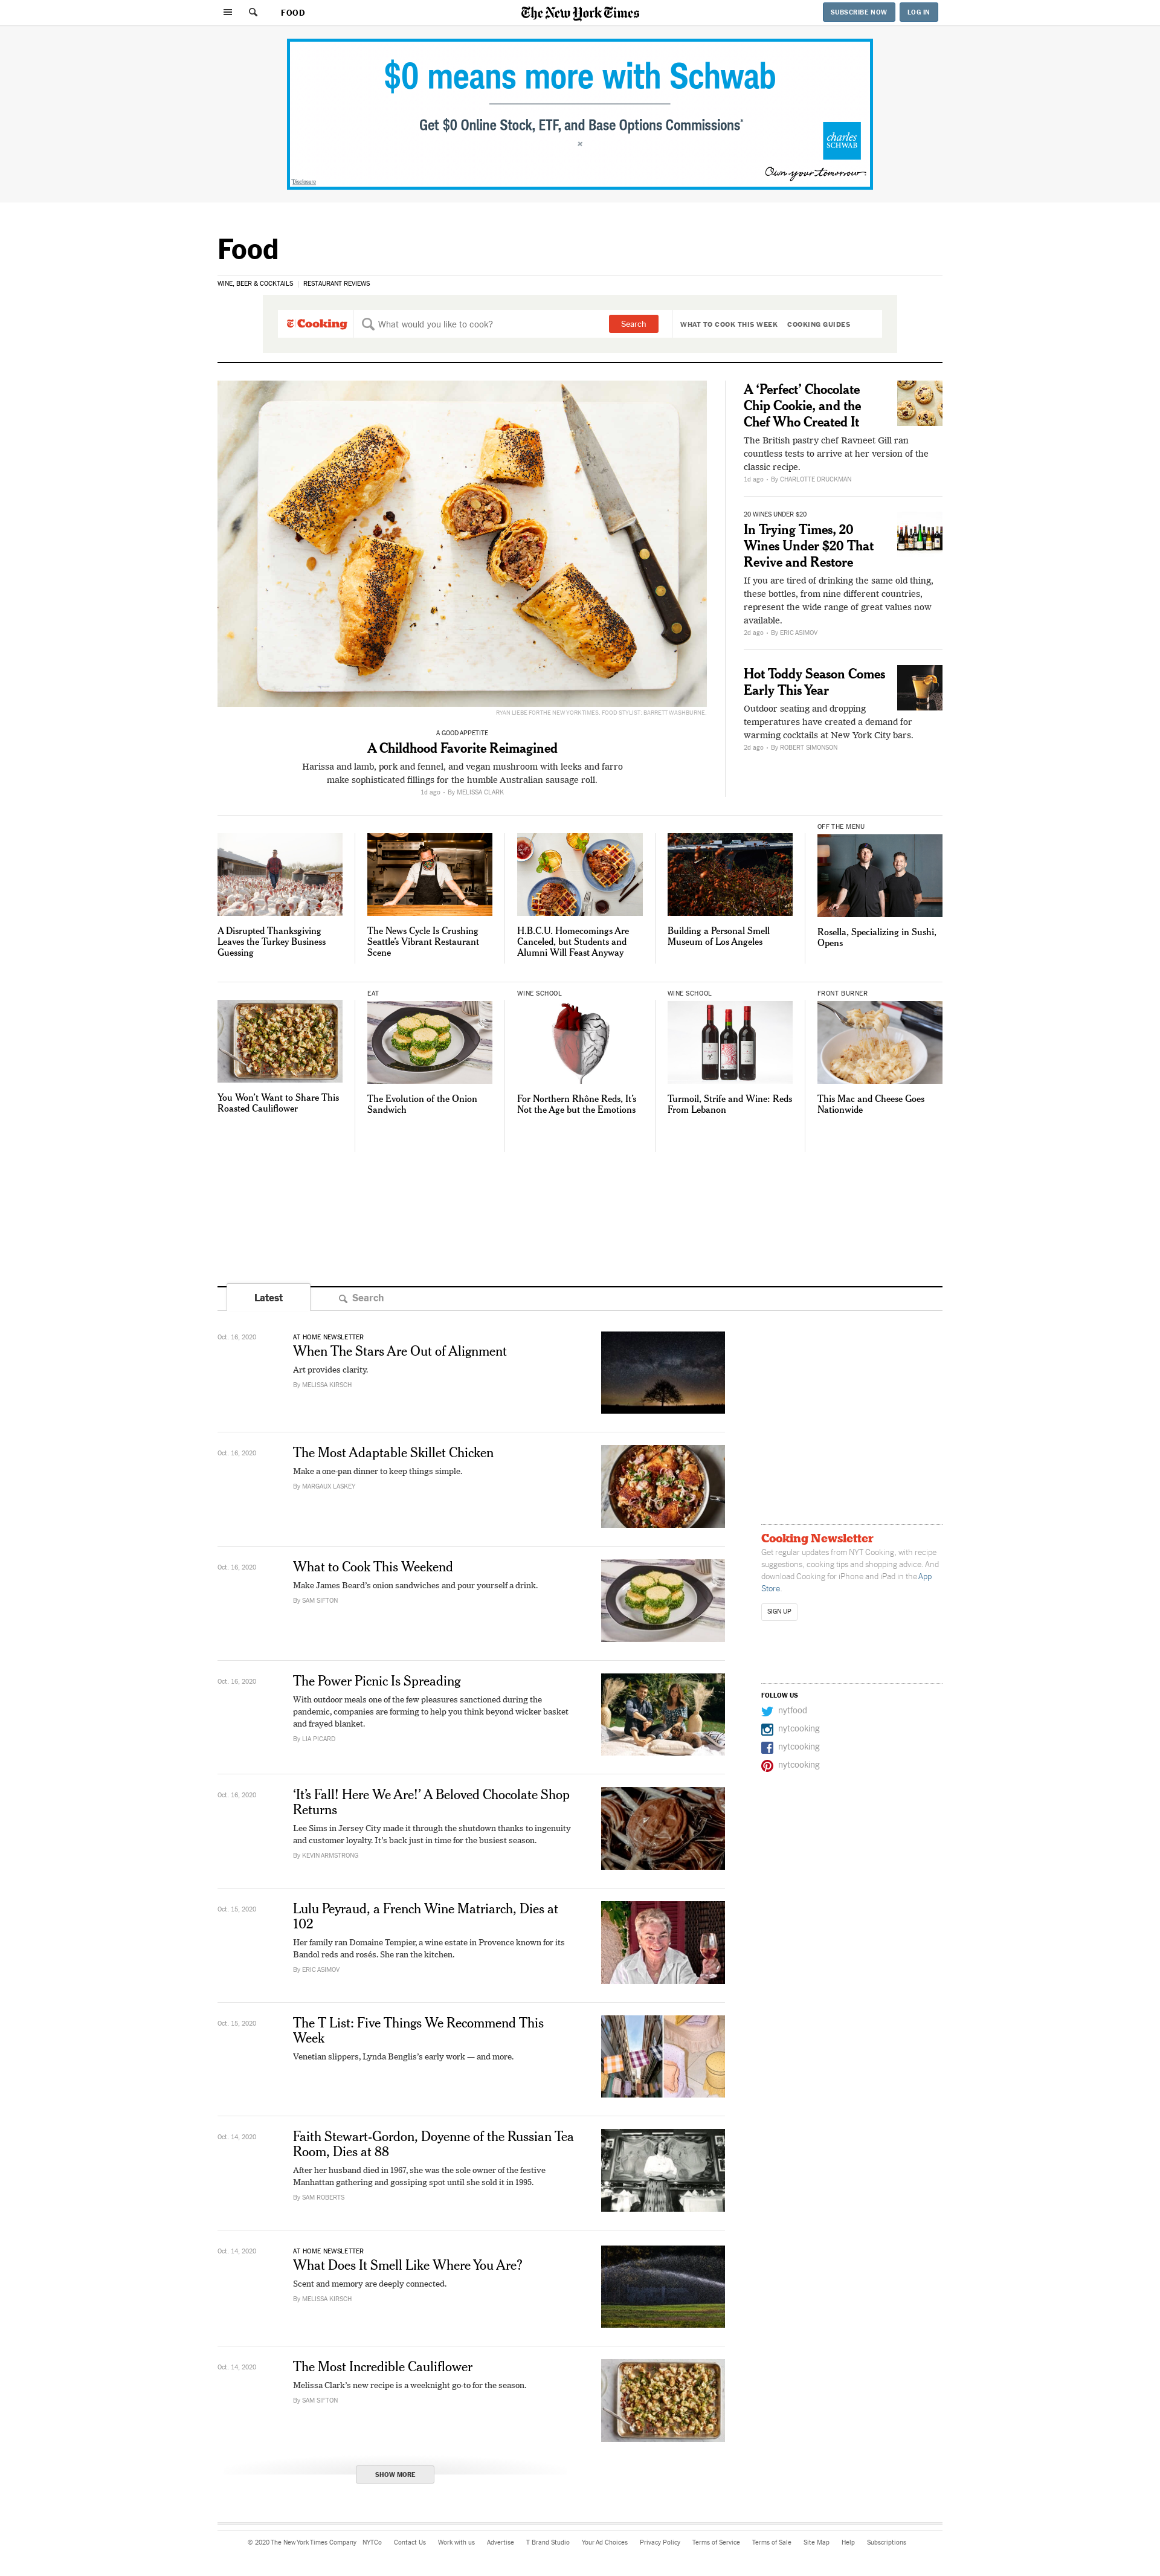 FOOD
The New York Times
SUBSCRIBE NOW
LOG IN
$0 means more with Schwab
Get $0 Online Stock, ETF, and Base Options Commissions*
charles
SCHWAB
Own your tomorrow
*Disclosure
Food
WINE, BEER & COCKTAILS | RESTAURANT REVIEWS
Cooking
What would you like to cook?
Search
WHAT TO COOK THIS WEEK
COOKING GUIDES
RYAN LIEBE FOR THE NEW YORK TIMES. FOOD STYLIST: BARRETT WASHBURNE.
A GOOD APPETITE
A Childhood Favorite Reimagined
Harissa and lamb, pork and fennel, and vegan mushroom with leeks and farro
make sophisticated fillings for the humble Australian sausage roll.
1d ago · By MELISSA CLARK
A ‘Perfect’ Chocolate
Chip Cookie, and the
Chef Who Created It
The British pastry chef Ravneet Gill ran
countless tests to arrive at her version of the
classic recipe.
1d ago · By CHARLOTTE DRUCKMAN
20 WINES UNDER $20
In Trying Times, 20
Wines Under $20 That
Revive and Restore
If you are tired of drinking the same old thing,
these bottles, from nine different countries,
represent the wide range of great values now
available.
2d ago · By ERIC ASIMOV
Hot Toddy Season Comes
Early This Year
Outdoor seating and dropping
temperatures have created a demand for
warming cocktails at New York City bars.
2d ago · By ROBERT SIMONSON
A Disrupted Thanksgiving
Leaves the Turkey Business
Guessing
The News Cycle Is Crushing
Seattle’s Vibrant Restaurant
Scene
H.B.C.U. Homecomings Are
Canceled, but Students and
Alumni Will Feast Anyway
Building a Personal Smell
Museum of Los Angeles
OFF THE MENU
Rosella, Specializing in Sushi,
Opens
You Won’t Want to Share This
Roasted Cauliflower
EAT
The Evolution of the Onion
Sandwich
WINE SCHOOL
For Northern Rhône Reds, It’s
Not the Age but the Emotions
WINE SCHOOL
Turmoil, Strife and Wine: Reds
From Lebanon
FRONT BURNER
This Mac and Cheese Goes
Nationwide
Latest
Search
Oct. 16, 2020
AT HOME NEWSLETTER
When The Stars Are Out of Alignment
Art provides clarity.
By MELISSA KIRSCH
Oct. 16, 2020
The Most Adaptable Skillet Chicken
Make a one-pan dinner to keep things simple.
By MARGAUX LASKEY
Oct. 16, 2020
What to Cook This Weekend
Make James Beard’s onion sandwiches and pour yourself a drink.
By SAM SIFTON
Oct. 16, 2020
The Power Picnic Is Spreading
With outdoor meals one of the few pleasures sanctioned during the
pandemic, companies are forming to help you think beyond wicker basket
and frayed blanket.
By LIA PICARD
Oct. 16, 2020
‘It’s Fall! Here We Are!’ A Beloved Chocolate Shop
Returns
Lee Sims in Jersey City made it through the shutdown thanks to ingenuity
and customer loyalty. It’s back just in time for the busiest season.
By KEVIN ARMSTRONG
Oct. 15, 2020
Lulu Peyraud, a French Wine Matriarch, Dies at
102
Her family ran Domaine Tempier, a wine estate in Provence known for its
Bandol reds and rosés. She ran the kitchen.
By ERIC ASIMOV
Oct. 15, 2020
The T List: Five Things We Recommend This
Week
Venetian slippers, Lynda Benglis’s early work — and more.
Oct. 14, 2020
Faith Stewart-Gordon, Doyenne of the Russian Tea
Room, Dies at 88
After her husband died in 1967, she was the sole owner of the festive
Manhattan gathering and gossiping spot until she sold it in 1995.
By SAM ROBERTS
Oct. 14, 2020
AT HOME NEWSLETTER
What Does It Smell Like Where You Are?
Scent and memory are deeply connected.
By MELISSA KIRSCH
Oct. 14, 2020
The Most Incredible Cauliflower
Melissa Clark’s new recipe is a weeknight go-to for the season.
By SAM SIFTON
SHOW MORE
Cooking Newsletter
Get regular updates from NYT Cooking, with recipe
suggestions, cooking tips and shopping advice. And
download Cooking for iPhone and iPad in the App
Store.
SIGN UP
FOLLOW US
nytfood
nytcooking
nytcooking
nytcooking
© 2020 The New York Times Company NYTCo Contact Us Work with us Advertise T Brand Studio Your Ad Choices Privacy Policy Terms of Service Terms of Sale Site Map Help Subscriptions